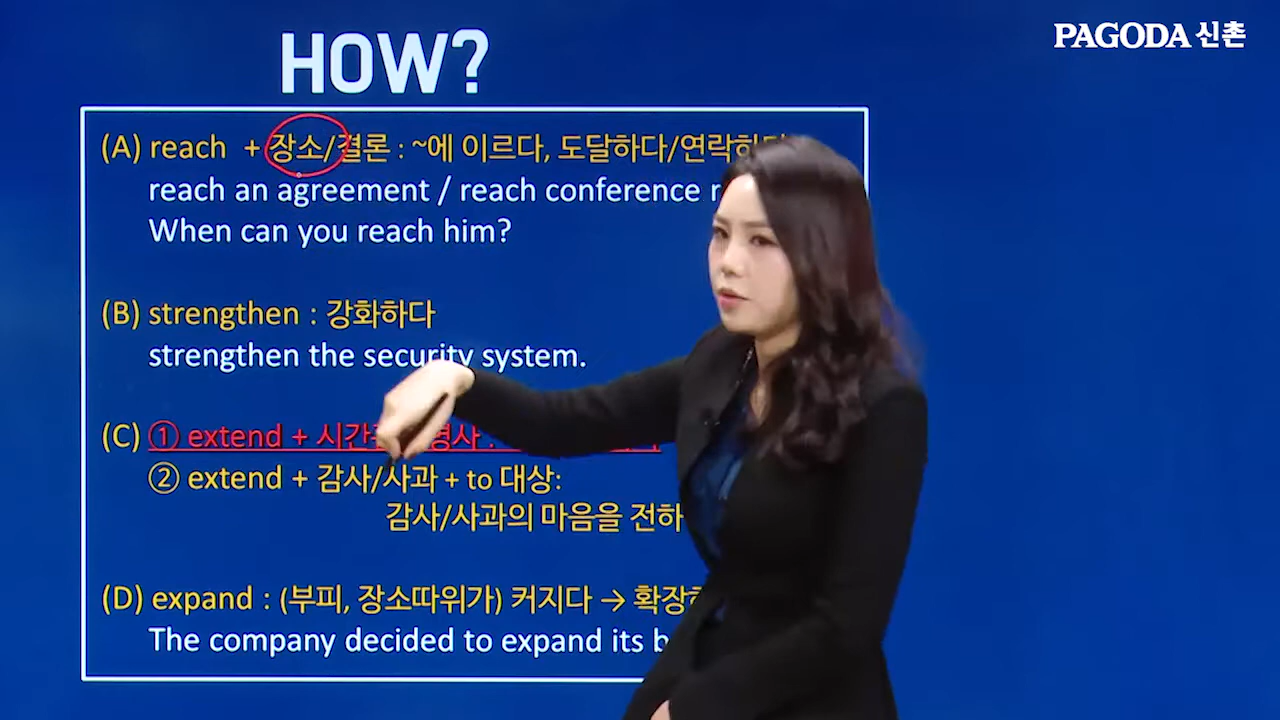 PAGODA 신촌
HOW?
(A) reach + 장소/결론 : ~에 이르다, 도달하다/연락하다
reach an agreement / reach conference
When can you reach him?
(B) strengthen : 강화하다
strengthen the security system.
(C) ① extend + 시간 :
② extend + 감사/사과 + to 대상:
감사/사과의 마음을 전하
(D) expand : (부피, 장소따위가) 커지다 →
The company decided to expand its